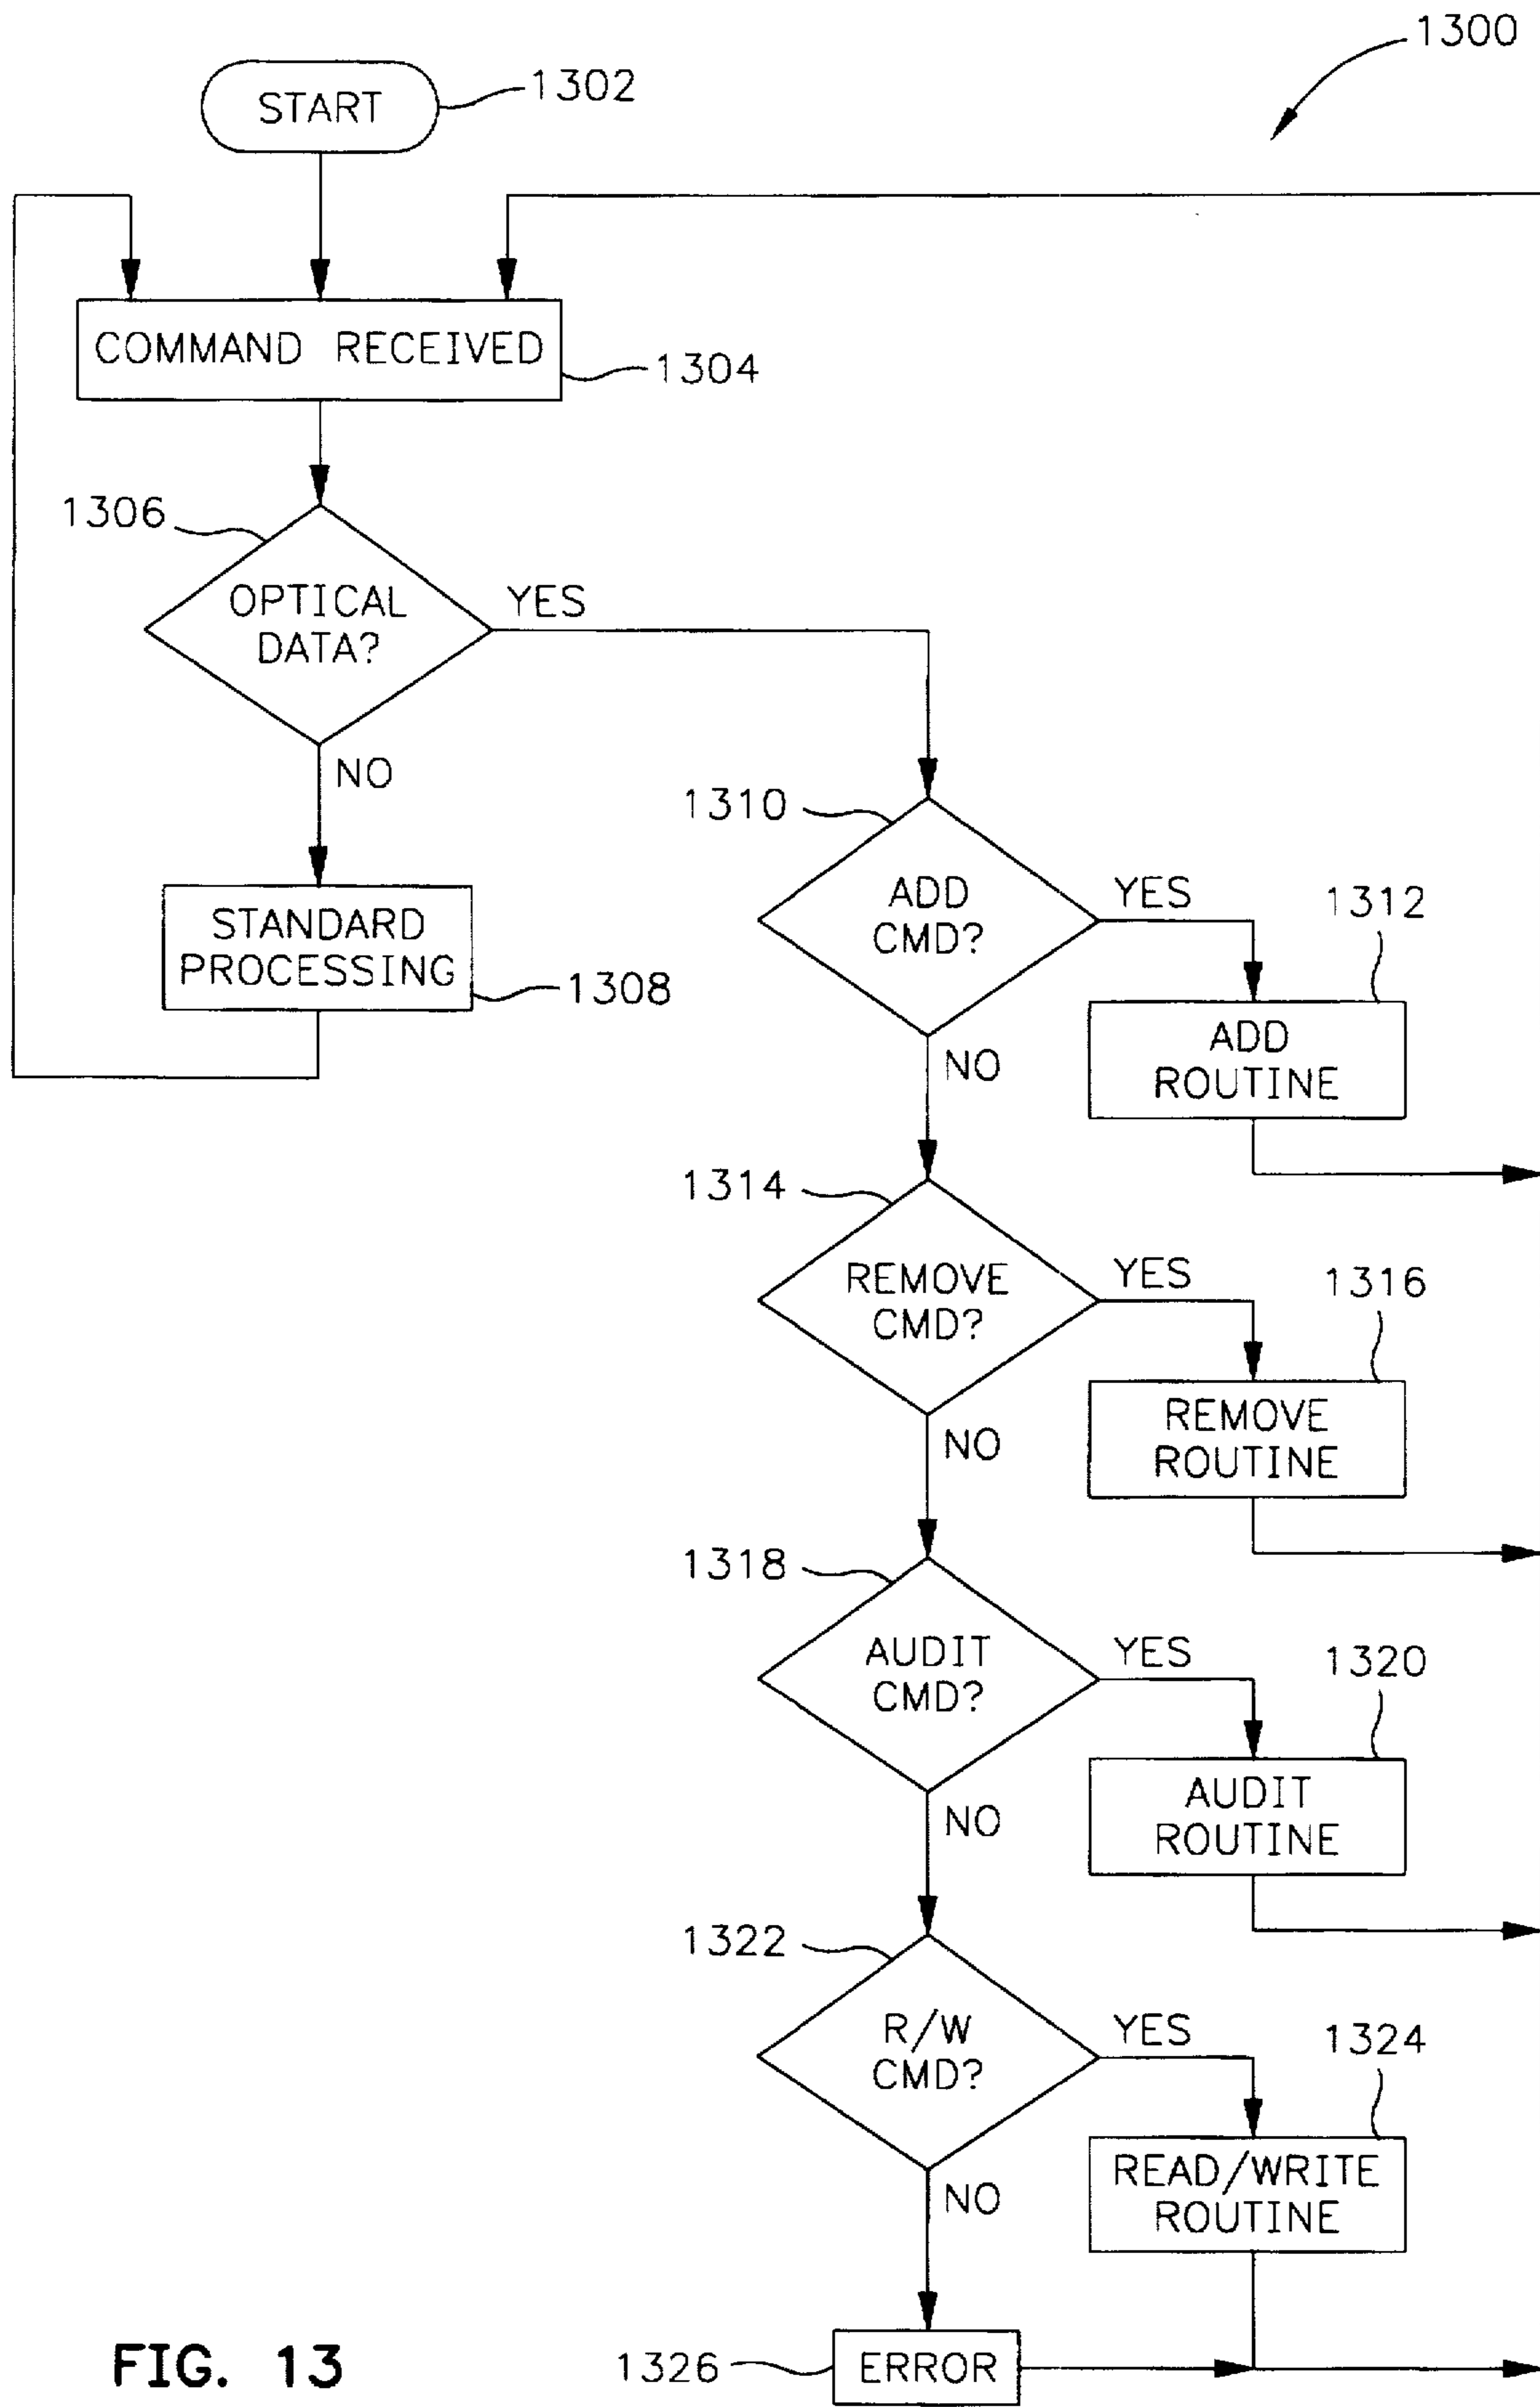 1300
START
1302
COMMAND RECEIVED
1304
1306
OPTICAL
DATA?
YES
NO
STANDARD
PROCESSING
1308
1310
ADD
CMD?
YES
NO
1312
ADD
ROUTINE
1314
REMOVE
CMD?
YES
NO
1316
REMOVE
ROUTINE
1318
AUDIT
CMD?
YES
NO
1320
AUDIT
ROUTINE
1322
R/W
CMD?
YES
NO
1324
READ/WRITE
ROUTINE
1326
ERROR
FIG. 13